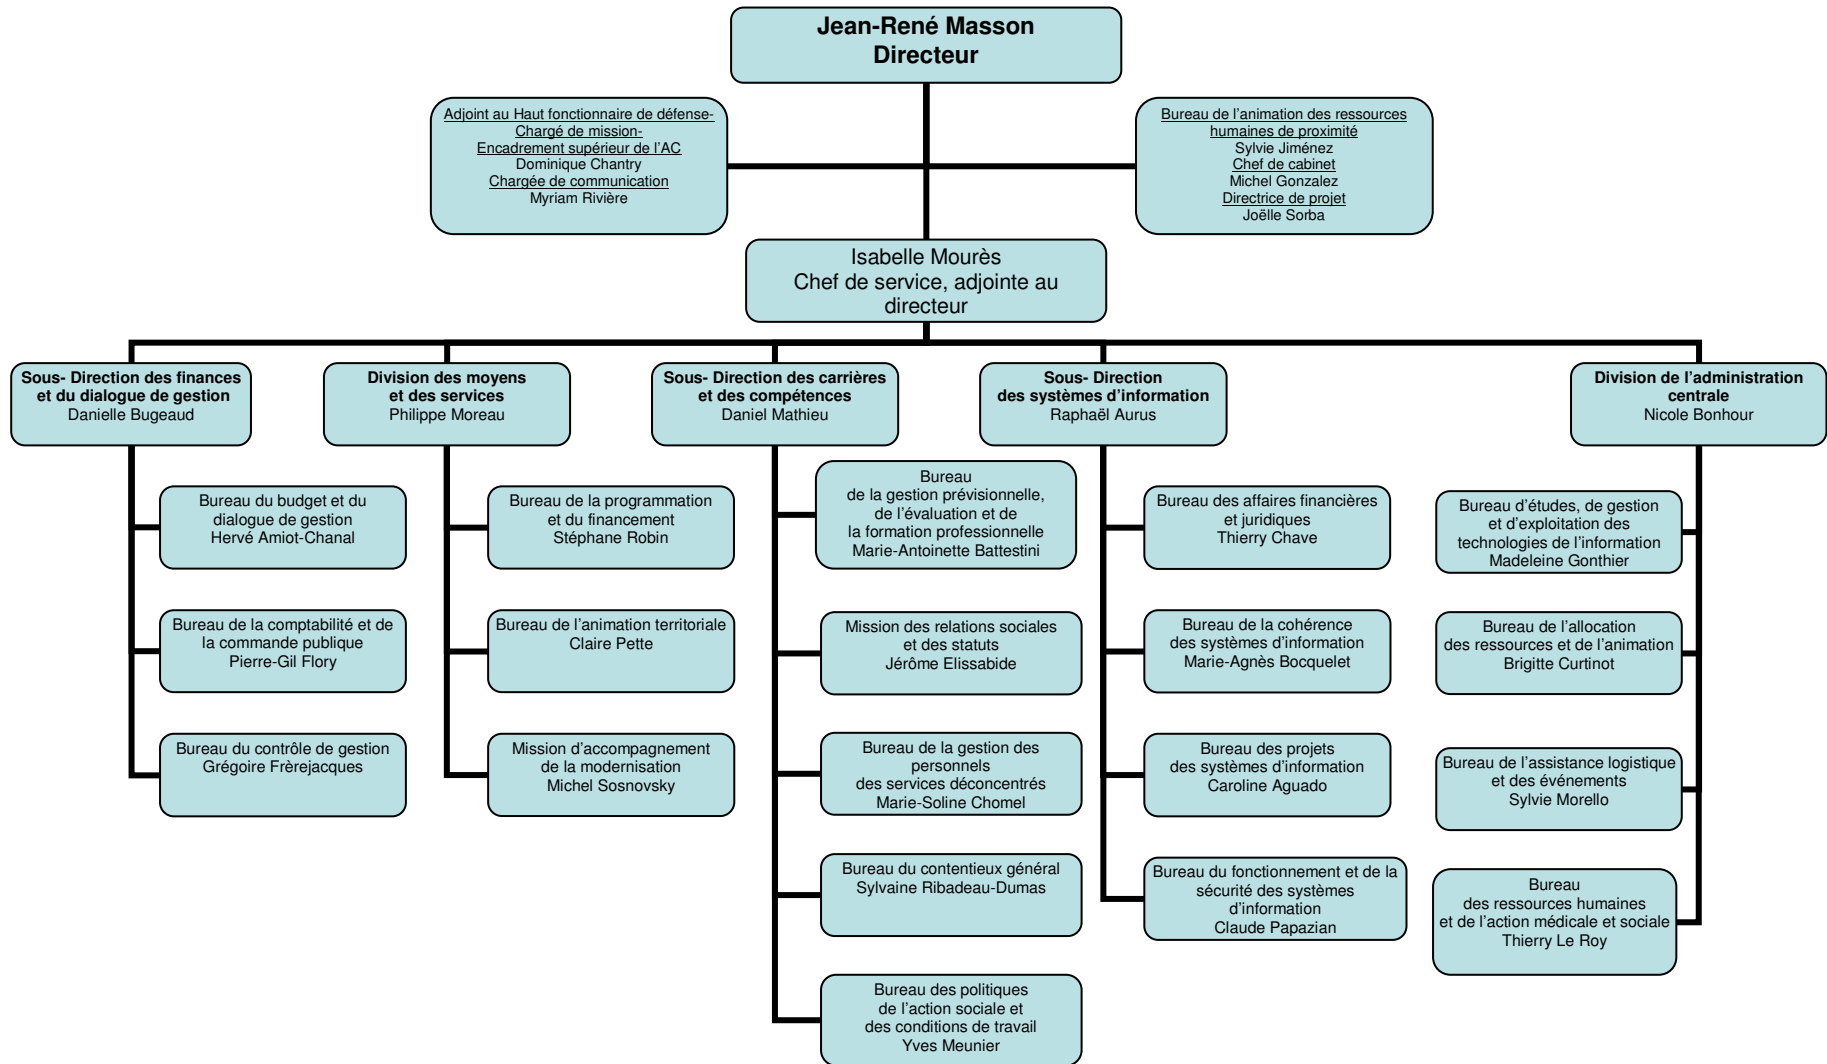 Jean-René Masson
Directeur
Adjoint au Haut fonctionnaire de défense-
Chargé de mission-
Encadrement supérieur de l'AC
Dominique Chantry
Chargée de communication
Myriam Rivière
Bureau de l'animation des ressources
humaines de proximité
Sylvie Jiménez
Chef de cabinet
Michel Gonzalez
Directrice de projet
Joëlle Sorba
Isabelle Mourès
Chef de service, adjointe au
directeur
Sous- Direction des finances
et du dialogue de gestion
Danielle Bugeaud
Division des moyens
et des services
Philippe Moreau
Sous- Direction des carrières
et des compétences
Daniel Mathieu
Sous- Direction
des systèmes d'information
Raphaël Aurus
Division de l'administration
centrale
Nicole Bonhour
Bureau du budget et du
dialogue de gestion
Hervé Amiot-Chanal
Bureau de la comptabilité et de
la commande publique
Pierre-Gil Flory
Bureau du contrôle de gestion
Grégoire Frèrejacques
Bureau de la programmation
et du financement
Stéphane Robin
Bureau de l'animation territoriale
Claire Pette
Mission d'accompagnement
de la modernisation
Michel Sosnovsky
Bureau
de la gestion prévisionnelle,
de l'évaluation et de
la formation professionnelle
Marie-Antoinette Battestini
Mission des relations sociales
et des statuts
Jérôme Elissabide
Bureau de la gestion des
personnels
des services déconcentrés
Marie-Soline Chomel
Bureau du contentieux général
Sylvaine Ribadeau-Dumas
Bureau des politiques
de l'action sociale et
des conditions de travail
Yves Meunier
Bureau des affaires financières
et juridiques
Thierry Chave
Bureau de la cohérence
des systèmes d'information
Marie-Agnès Bocquelet
Bureau des projets
des systèmes d'information
Caroline Aguado
Bureau du fonctionnement et de la
sécurité des systèmes
d'information
Claude Papazian
Bureau d'études, de gestion
et d'exploitation des
technologies de l'information
Madeleine Gonthier
Bureau de l'allocation
des ressources et de l'animation
Brigitte Curtinot
Bureau de l'assistance logistique
et des événements
Sylvie Morello
Bureau
des ressources humaines
et de l'action médicale et sociale
Thierry Le Roy